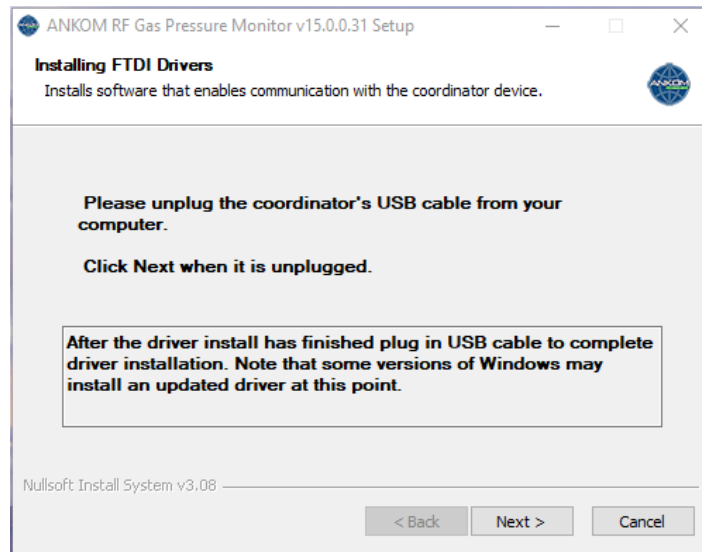 ANKOM RF Gas Pressure Monitor v15.0.0.31 Setup
Installing FTDI Drivers
Installs software that enables communication with the coordinator device.
ANKOM
Please unplug the coordinator's USB cable from your
computer.
Click Next when it is unplugged.
After the driver install has finished plug in USB cable to complete
driver installation. Note that some versions of Windows may
install an updated driver at this point.
Nullsoft Install System v3.08
< Back Next > Cancel